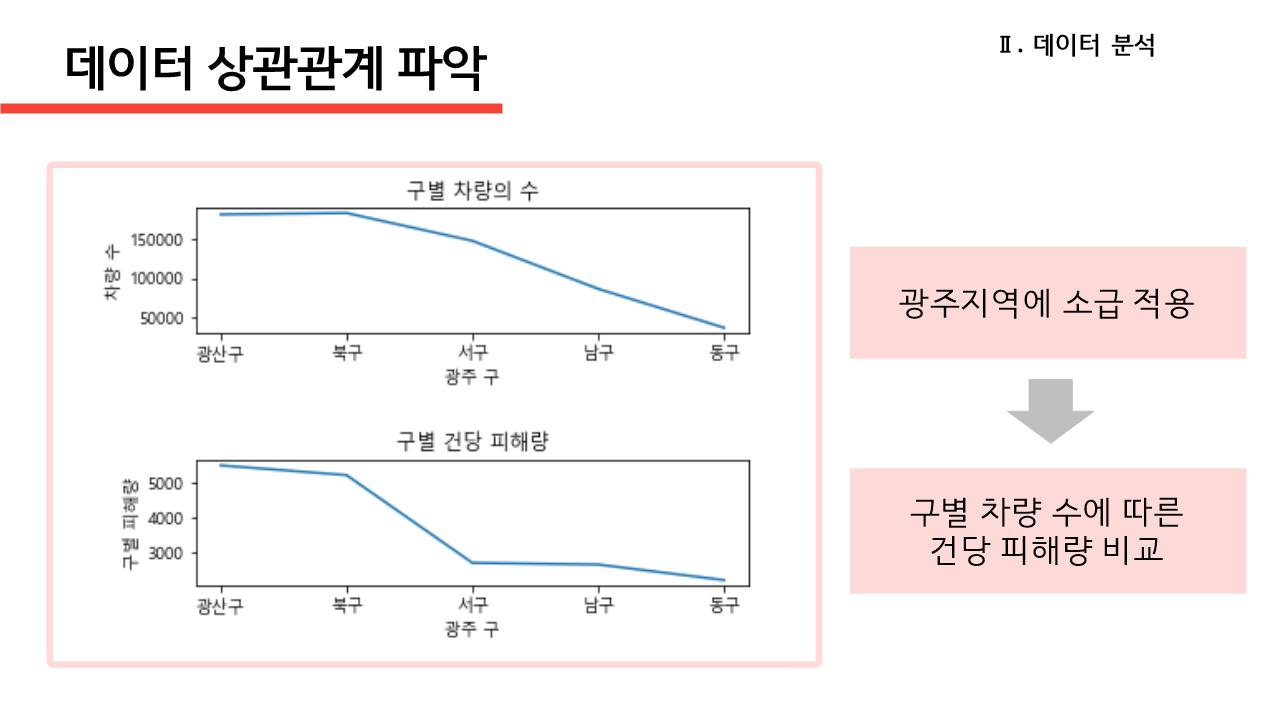 데이터 상관관계 파악
Ⅱ. 데이터 분석
구별 차량의 수
차량 수
150000
100000
50000
광산구 북구 서구 남구 동구
광주 구
구별 건당 피해량
구별 피해량
5000
4000
3000
광산구 북구 서구 남구 동구
광주 구
광주지역에 소급 적용
구별 차량 수에 따른
건당 피해량 비교